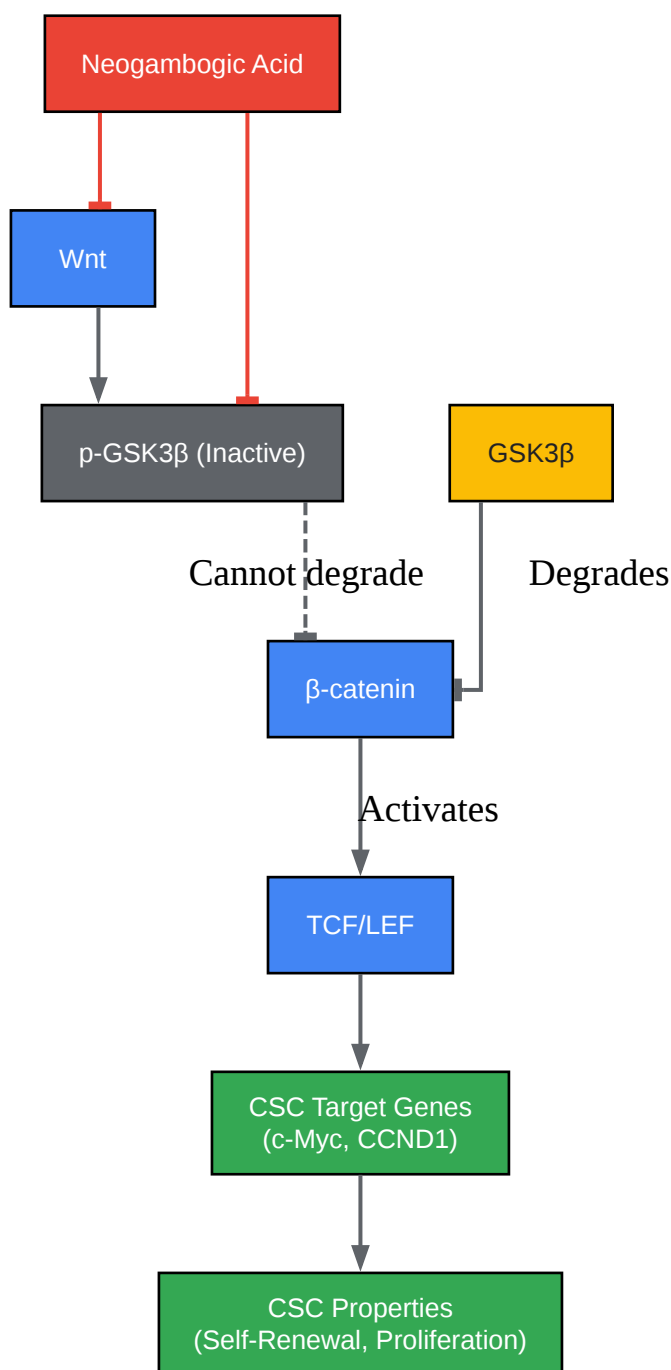 Neogambogic Acid
Wnt
p-GSK3β (Inactive)
GSK3β
Cannot degrade
Degrades
β-catenin
Activates
TCF/LEF
CSC Target Genes
(c-Myc, CCND1)
CSC Properties
(Self-Renewal, Proliferation)